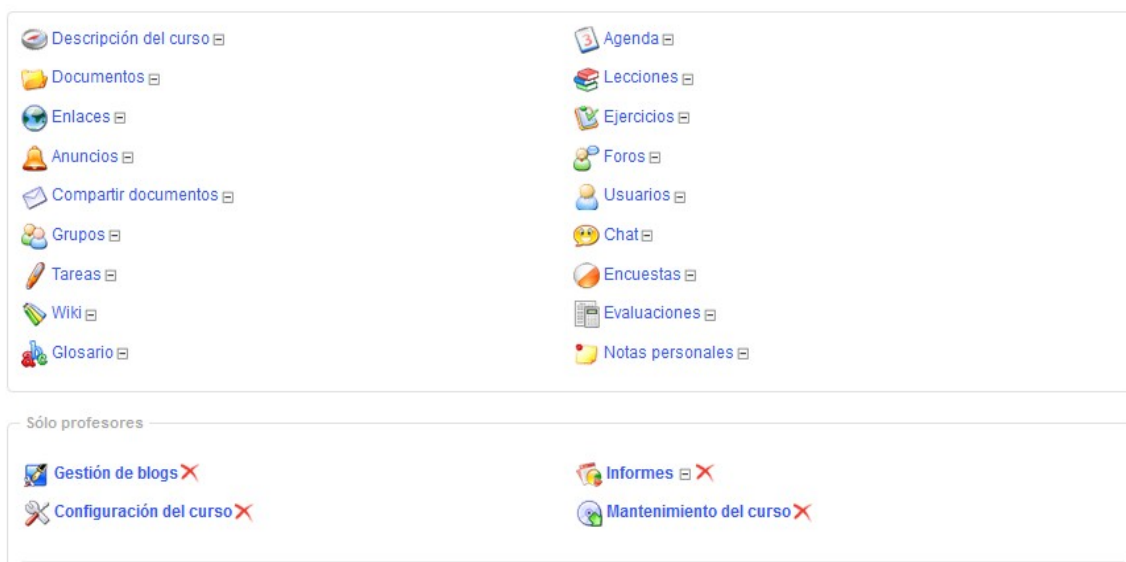 Descripción del curso
Agenda
Documentos
Lecciones
Enlaces
Ejercicios
Anuncios
Foros
Compartir documentos
Usuarios
Grupos
Chat
Tareas
Encuestas
Wiki
Evaluaciones
Glosario
Notas personales
Sólo profesores
Gestión de blogs
Informes
Configuración del curso
Mantenimiento del curso